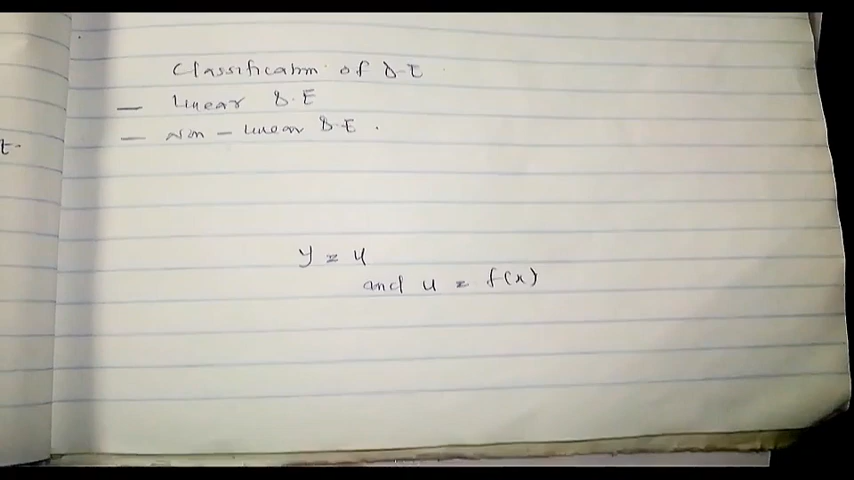 Classification of D.E
— Linear D.E
— Non - linear D.E.
t.
y = u
and u = f(x)